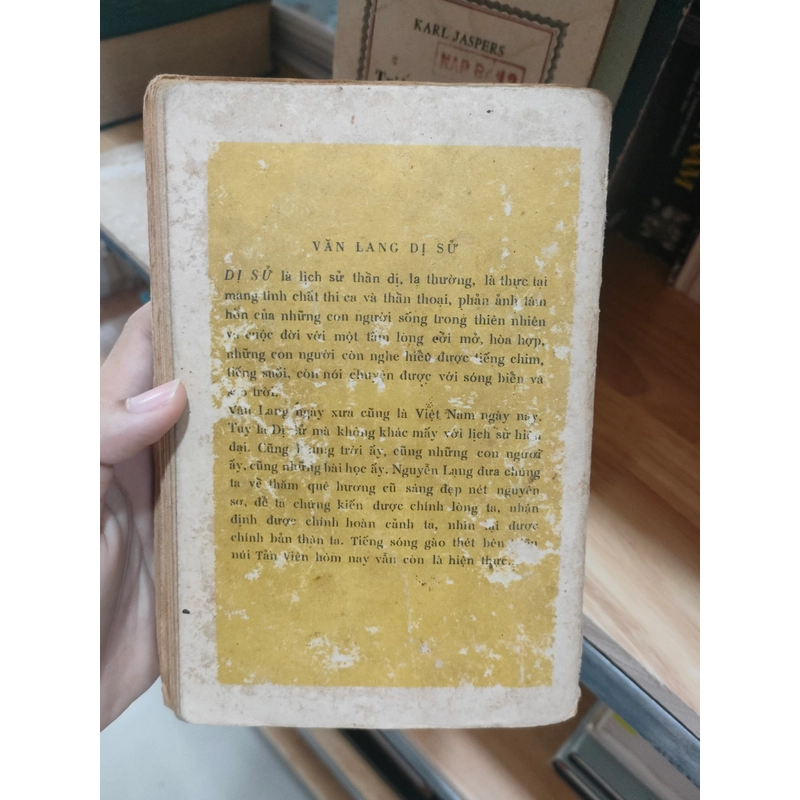 KARL JASPERS
VĂN LANG DỊ SỬ
DỊ SỬ là lịch sử thần dị, lạ thường, là thực tại
mang tính chất thi ca và thần thoại, phản ảnh tâm
hồn của những con người sống trong thiên nhiên
và cuộc đời với một tấm lòng cởi mở, hòa hợp,
những con người còn nghe hiểu được tiếng chim,
tiếng suối, còn nói chuyện được với sóng biển và
trời.
Văn Lang ngày xưa cũng là Việt Nam ngày nay.
Tuy là Dị Sử mà không khác mấy với lịch sử hiện
đại. Cũng trời ấy, cũng những con người
ấy, cũng những bài học ấy. Nguyễn Lang đưa chúng
ta về thăm quê hương cũ sáng đẹp nét nguyên
sơ, để ta chứng kiến được chính lòng ta, nhận
định được chính hoàn cảnh ta, nhìn lại được
chính bản thân ta. Tiếng sóng gào thét bên
núi Tản Viên hôm nay vẫn còn là hiện thực.